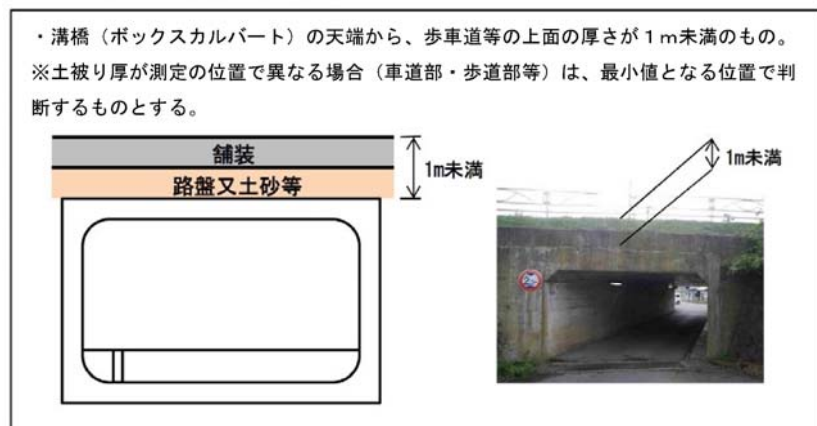 ・溝橋（ボックスカルバート）の天端から、歩車道等の上面の厚さが１ｍ未満のもの。
※土被り厚が測定の位置で異なる場合（車道部・歩道部等）は、最小値となる位置で判
断するものとする。
舗装
路盤又土砂等
1m未満
1m未満